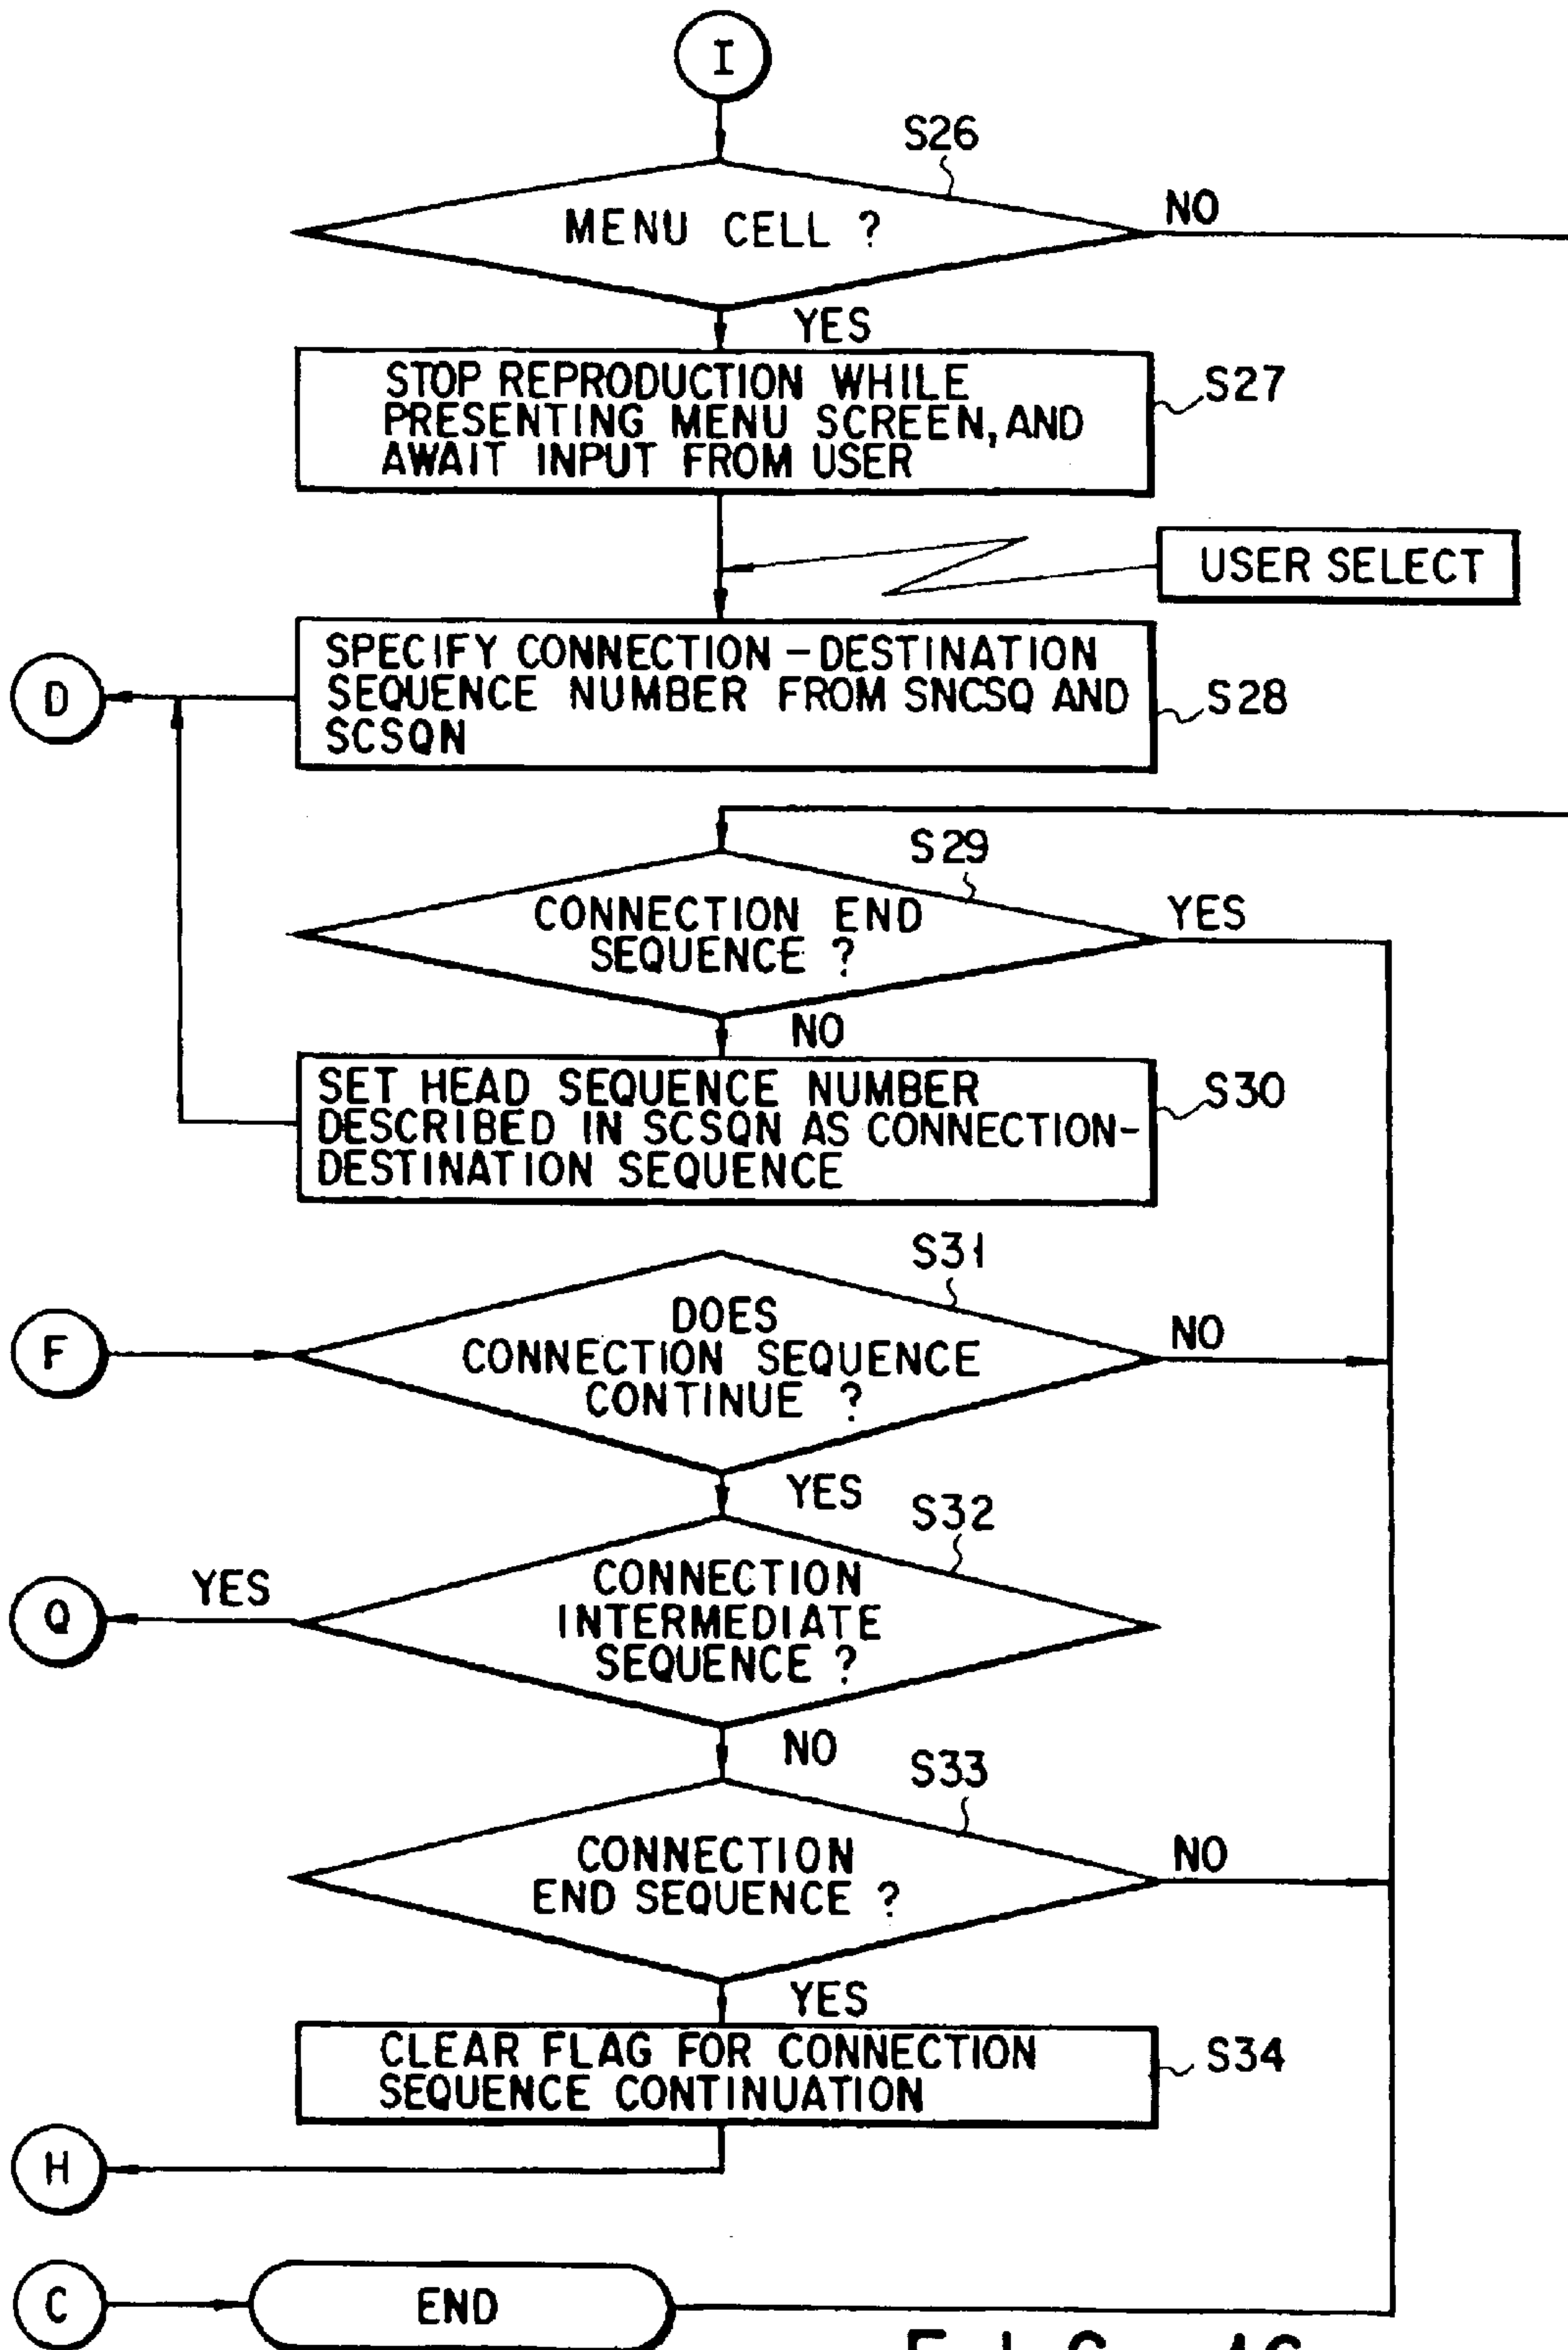 I
S26
MENU CELL ?
NO
YES
STOP REPRODUCTION WHILE
PRESENTING MENU SCREEN, AND
AWAIT INPUT FROM USER
S27
USER SELECT
SPECIFY CONNECTION-DESTINATION
SEQUENCE NUMBER FROM SNCSQ AND
SCSQN
S28
D
S29
CONNECTION END
SEQUENCE ?
YES
NO
SET HEAD SEQUENCE NUMBER
DESCRIBED IN SCSQN AS CONNECTION-
DESTINATION SEQUENCE
S30
S31
F
DOES
CONNECTION SEQUENCE
CONTINUE ?
NO
YES
S32
Q
YES
CONNECTION
INTERMEDIATE
SEQUENCE ?
NO
S33
CONNECTION
END SEQUENCE ?
NO
YES
CLEAR FLAG FOR CONNECTION
SEQUENCE CONTINUATION
S34
H
C
END